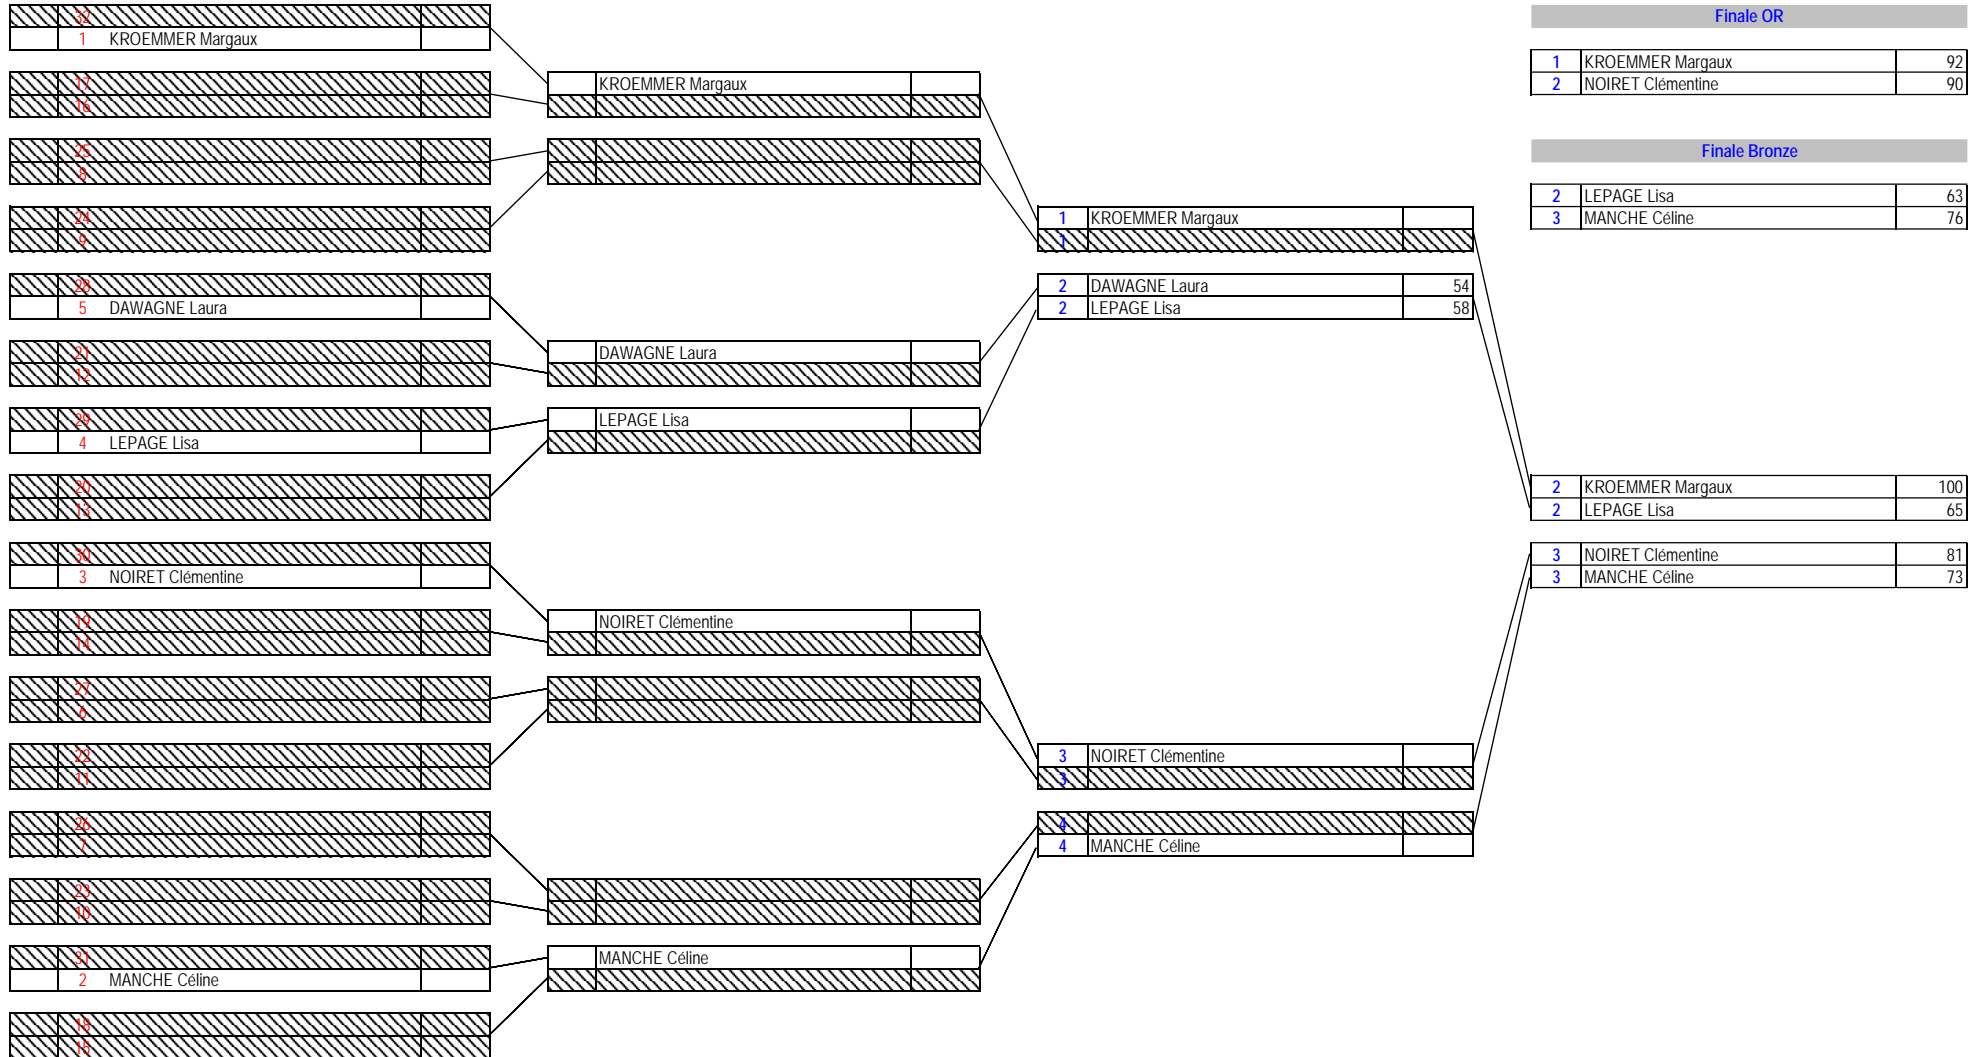 32
1 KROEMMER Margaux
17
16
25
8
24
9
28
5 DAWAGNE Laura
21
12
29
4 LEPAGE Lisa
20
13
30
3 NOIRET Clémentine
19
14
27
6
22
11
26
7
23
10
31
2 MANCHE Céline
18
15
KROEMMER Margaux
DAWAGNE Laura
LEPAGE Lisa
NOIRET Clémentine
MANCHE Céline
1 KROEMMER Margaux
1
2 DAWAGNE Laura 54
2 LEPAGE Lisa 58
3 NOIRET Clémentine
3
4
4 MANCHE Céline
Finale OR
1 KROEMMER Margaux 92
2 NOIRET Clémentine 90
Finale Bronze
2 LEPAGE Lisa 63
3 MANCHE Céline 76
2 KROEMMER Margaux 100
2 LEPAGE Lisa 65
3 NOIRET Clémentine 81
3 MANCHE Céline 73